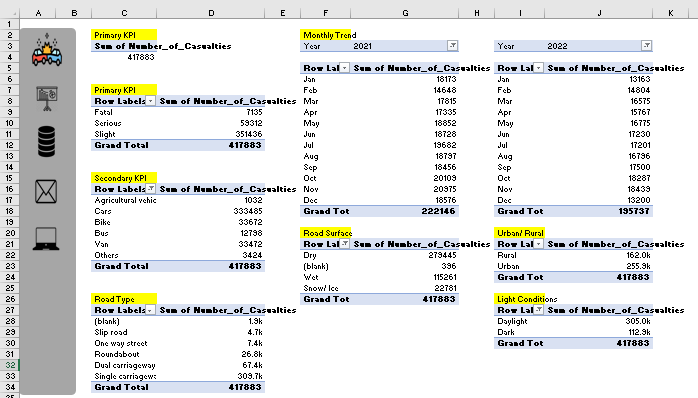 A B C D E F G H I J K
1
2 Primary KPI Monthly Trend
3 Sum of Number_of_Casualties Year 2021 Year 2022
4 417883
5 Row Lal Sum of Number_of_Casualties Row Lal Sum of Number_of_Casualties
6 Jan 18173 Jan 13163
7 Primary KPI Feb 14648 Feb 14804
8 Row Labels Sum of Number_of_Casualties Mar 17815 Mar 16575
9 Fatal 7135 Apr 17335 Apr 15767
10 Serious 59312 May 18852 May 16775
11 Slight 351436 Jun 18728 Jun 17230
12 Grand Total 417883 Jul 19682 Jul 17201
13 Aug 18797 Aug 16796
14 Sep 18456 Sep 17500
15 Secondary KPI Oct 20109 Oct 18287
16 Row Labels Sum of Number_of_Casualties Nov 20975 Nov 18439
17 Agricultural vehic 1032 Dec 18576 Dec 13200
18 Cars 333485 Grand Tot 222146 Grand Tot 195737
19 Bike 33672
20 Bus 12798 Road Surface Urban/ Rural
21 Van 33472 Row Lal Sum of Number_of_Casualties Row Lal Sum of Number_of_Casualties
22 Others 3424 Dry 279445 Rural 162.0k
23 Grand Total 417883 (blank) 396 Urban 255.9k
24 Wet 115261 Grand Tot 417883
25 Snow/ Ice 22781
26 Road Type Grand Tot 417883 Light Conditions
27 Row Labels Sum of Number_of_Casualties Row Lal Sum of Number_of_Casualties
28 (blank) 1.9k Daylight 305.0k
29 Slip road 4.7k Dark 112.9k
30 One way street 7.4k Grand Tot 417883
31 Roundabout 26.8k
32 Dual carriageway 67.4k
33 Single carriagewa 309.7k
34 Grand Total 417883
35